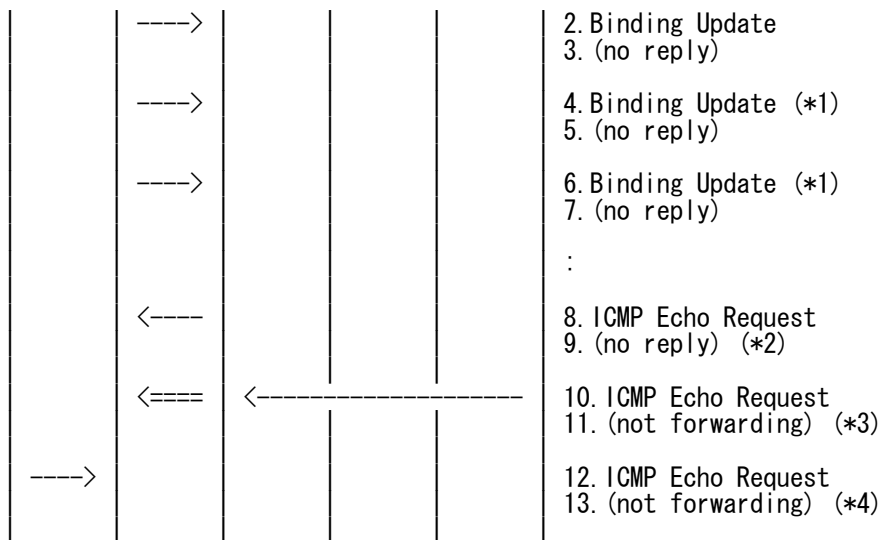 ----> 2.Binding Update
3.(no reply)
----> 4.Binding Update (*1)
5.(no reply)
----> 6.Binding Update (*1)
7.(no reply)
:
<---- 8.ICMP Echo Request
9.(no reply) (*2)
<==== <---------------------- 10.ICMP Echo Request
11.(not forwarding) (*3)
----> 12.ICMP Echo Request
13.(not forwarding) (*4)